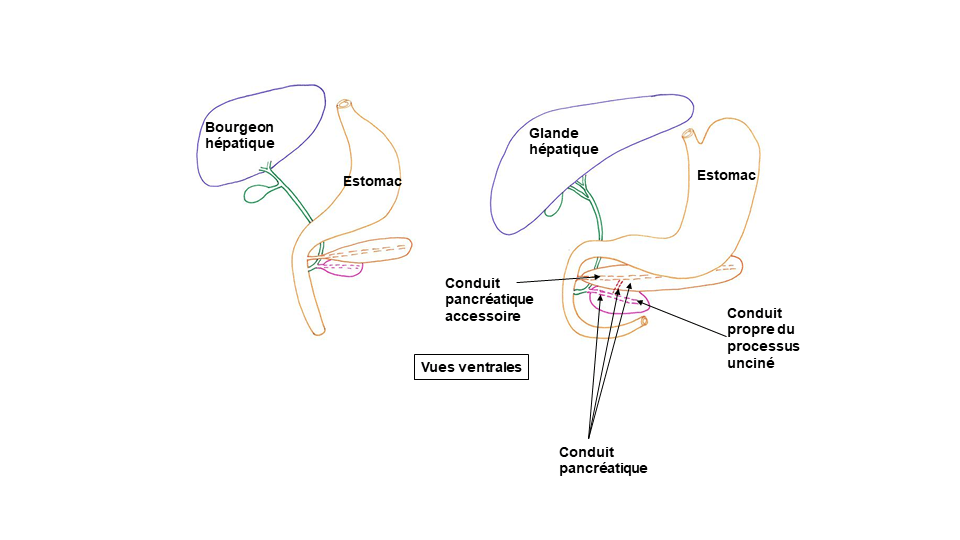 Bourgeon
hépatique
Estomac
Glande
hépatique
Estomac
Conduit
pancréatique
accessoire
Conduit
propre du
processus
unciné
Vues ventrales
Conduit
pancréatique